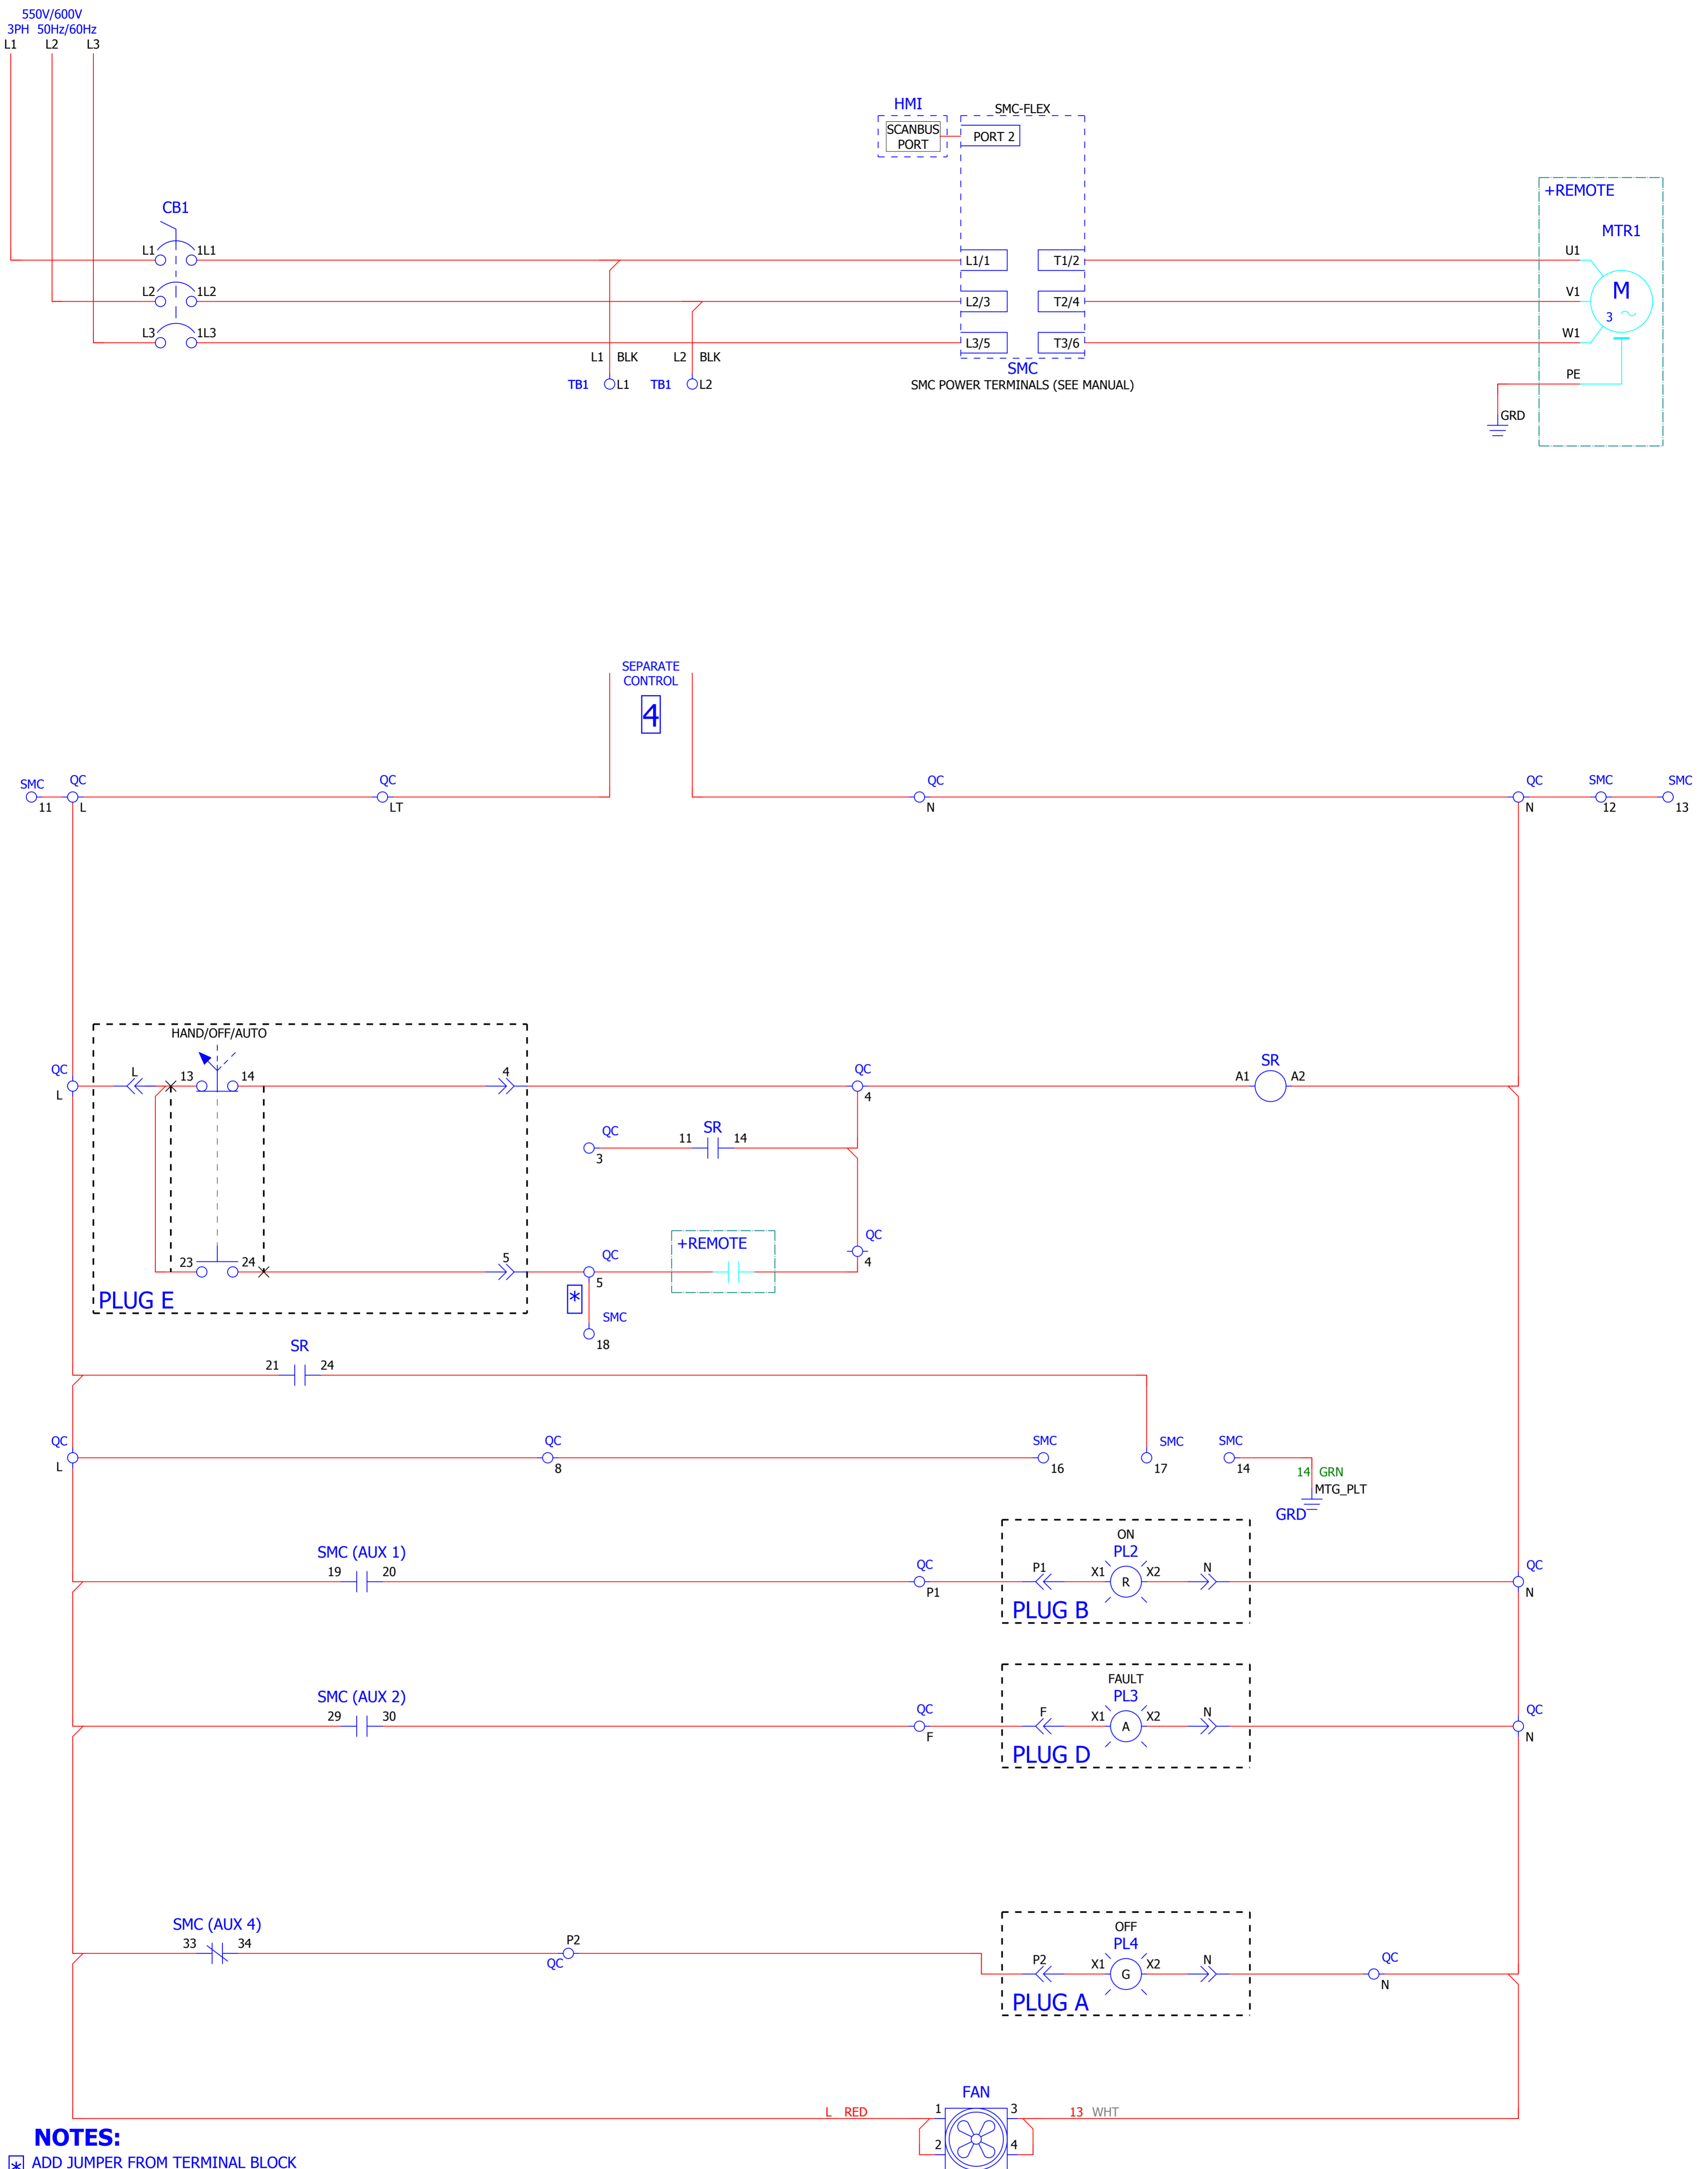 550V/600V
3PH 50Hz/60Hz
L1 L2 L3
HMI
SCANBUS
PORT
SMC-FLEX
PORT 2
CB1
L1 1L1
L2 1L2
L3 1L3
L1/1 T1/2
L2/3 T2/4
L3/5 T3/6
SMC
SMC POWER TERMINALS (SEE MANUAL)
L1 BLK L2 BLK
TB1 L1 TB1 L2
+REMOTE
MTR1
U1
V1
W1
M
3
PE
GRD
SEPARATE
CONTROL
4
SMC QC QC QC QC SMC SMC
11 L LT N N 12 13
HAND/OFF/AUTO
QC L 13 14 4 QC SR
L 4 A1 A2
QC SR
3 11 14
+REMOTE QC
4
23 24 5 QC
5
PLUG E
*
SMC
18
SR
21 24
QC QC SMC SMC SMC
L 8 16 17 14
14 GRN
MTG_PLT
GRD
SMC (AUX 1)
19 20
QC
P1
ON
PL2
P1 X1 R X2 N
PLUG B
QC
N
SMC (AUX 2)
29 30
QC
F
FAULT
PL3
F X1 A X2 N
PLUG D
QC
N
SMC (AUX 4)
33 34
P2
QC
OFF
PL4
P2 X1 G X2 N
PLUG A
QC
N
FAN
L RED 1 3 13 WHT
2 4
NOTES:
* ADD JUMPER FROM TERMINAL BLOCK